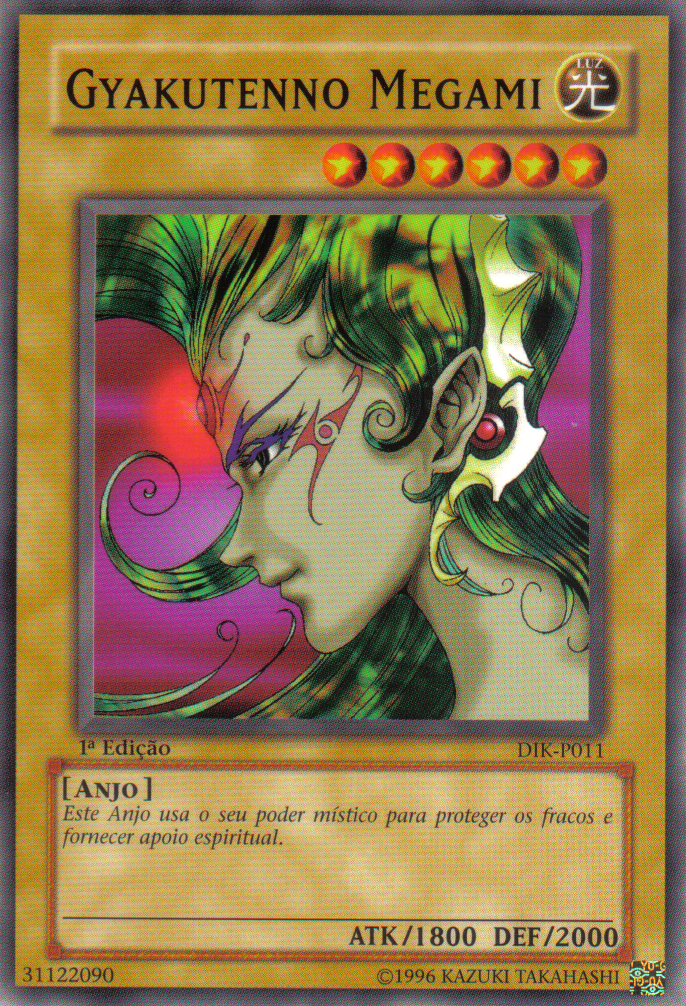 GYAKUTENNO MEGAMI
LUZ
光
1ª Edição
DIK-P011
[ANJO]
Este Anjo usa o seu poder místico para proteger os fracos e
fornecer apoio espiritual.
ATK/1800 DEF/2000
31122090
©1996 KAZUKI TAKAHASHI